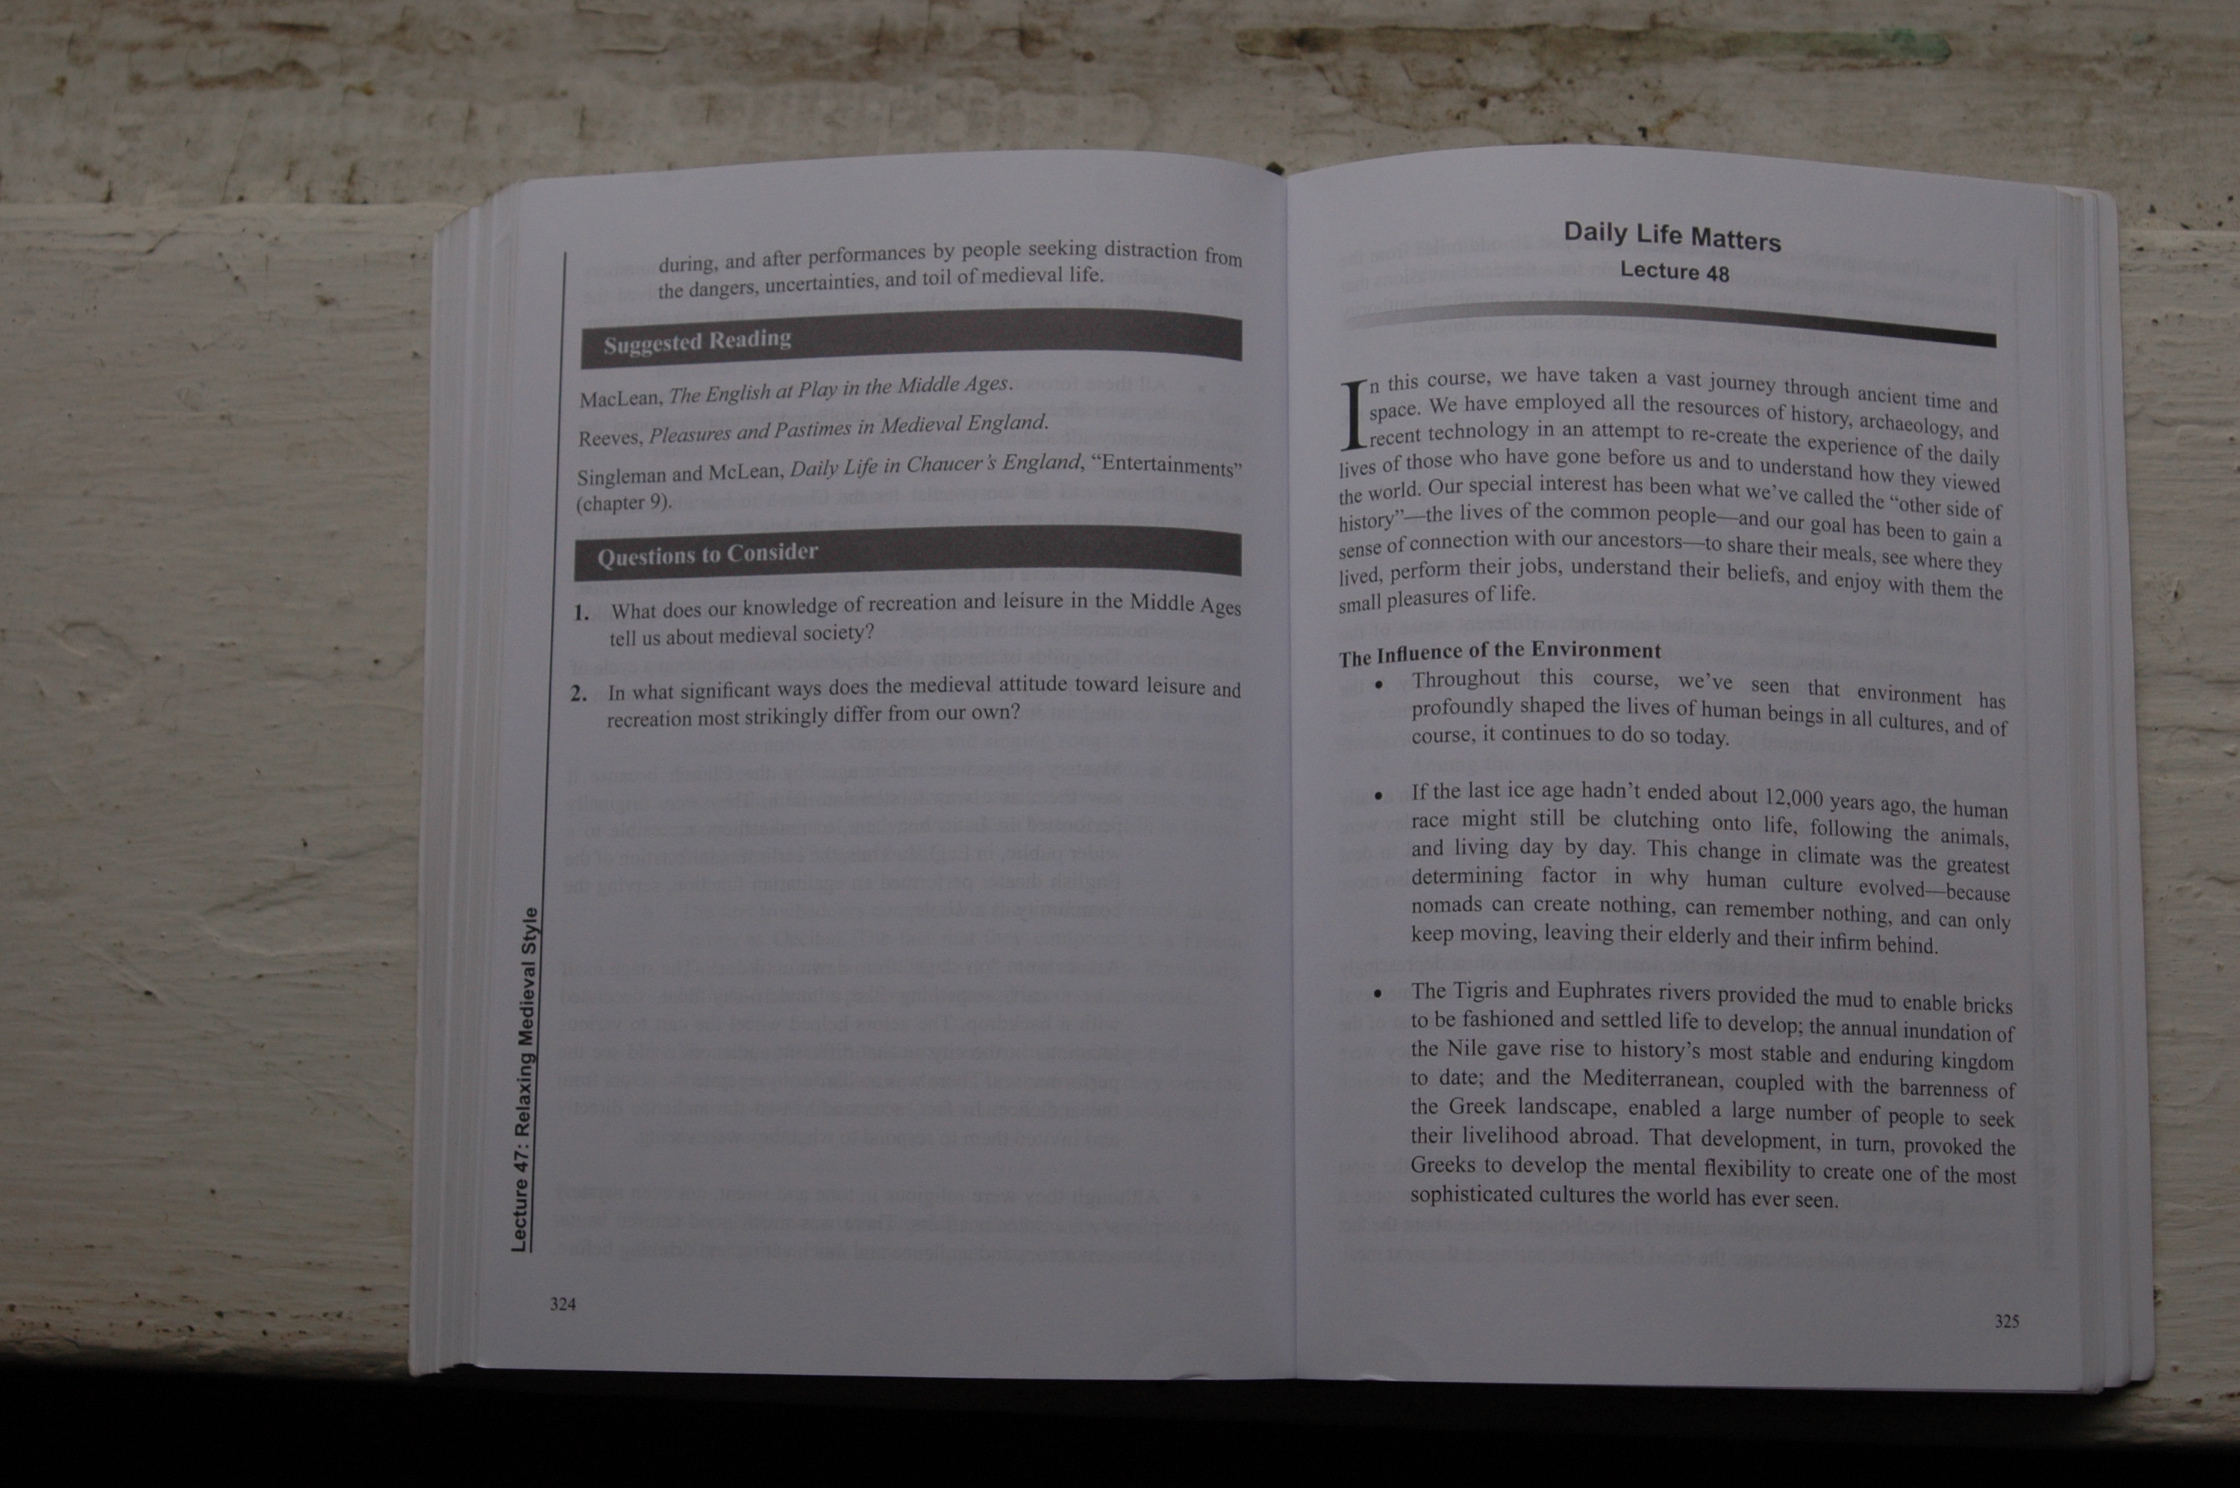 during, and after performances by people seeking distraction from
the dangers, uncertainties, and toil of medieval life.
Suggested Reading
MacLean, The English at Play in the Middle Ages.
Reeves, Pleasures and Pastimes in Medieval England.
Singleman and McLean, Daily Life in Chaucer's England, “Entertainments”
(chapter 9).
Questions to Consider
1. What does our knowledge of recreation and leisure in the Middle Ages
tell us about medieval society?
2. In what significant ways does the medieval attitude toward leisure and
recreation most strikingly differ from our own?
Lecture 47: Relaxing Medieval Style
324
Daily Life Matters
Lecture 48
In this course, we have taken a vast journey through ancient time and
space. We have employed all the resources of history, archaeology, and
recent technology in an attempt to re-create the experience of the daily
lives of those who have gone before us and to understand how they viewed
the world. Our special interest has been what we've called the “other side of
history”—the lives of the common people—and our goal has been to gain a
sense of connection with our ancestors—to share their meals, see where they
lived, perform their jobs, understand their beliefs, and enjoy with them the
small pleasures of life.
The Influence of the Environment
• Throughout this course, we've seen that environment has
profoundly shaped the lives of human beings in all cultures, and of
course, it continues to do so today.
• If the last ice age hadn't ended about 12,000 years ago, the human
race might still be clutching onto life, following the animals,
and living day by day. This change in climate was the greatest
determining factor in why human culture evolved—because
nomads can create nothing, can remember nothing, and can only
keep moving, leaving their elderly and their infirm behind.
• The Tigris and Euphrates rivers provided the mud to enable bricks
to be fashioned and settled life to develop; the annual inundation of
the Nile gave rise to history's most stable and enduring kingdom
to date; and the Mediterranean, coupled with the barrenness of
the Greek landscape, enabled a large number of people to seek
their livelihood abroad. That development, in turn, provoked the
Greeks to develop the mental flexibility to create one of the most
sophisticated cultures the world has ever seen.
325